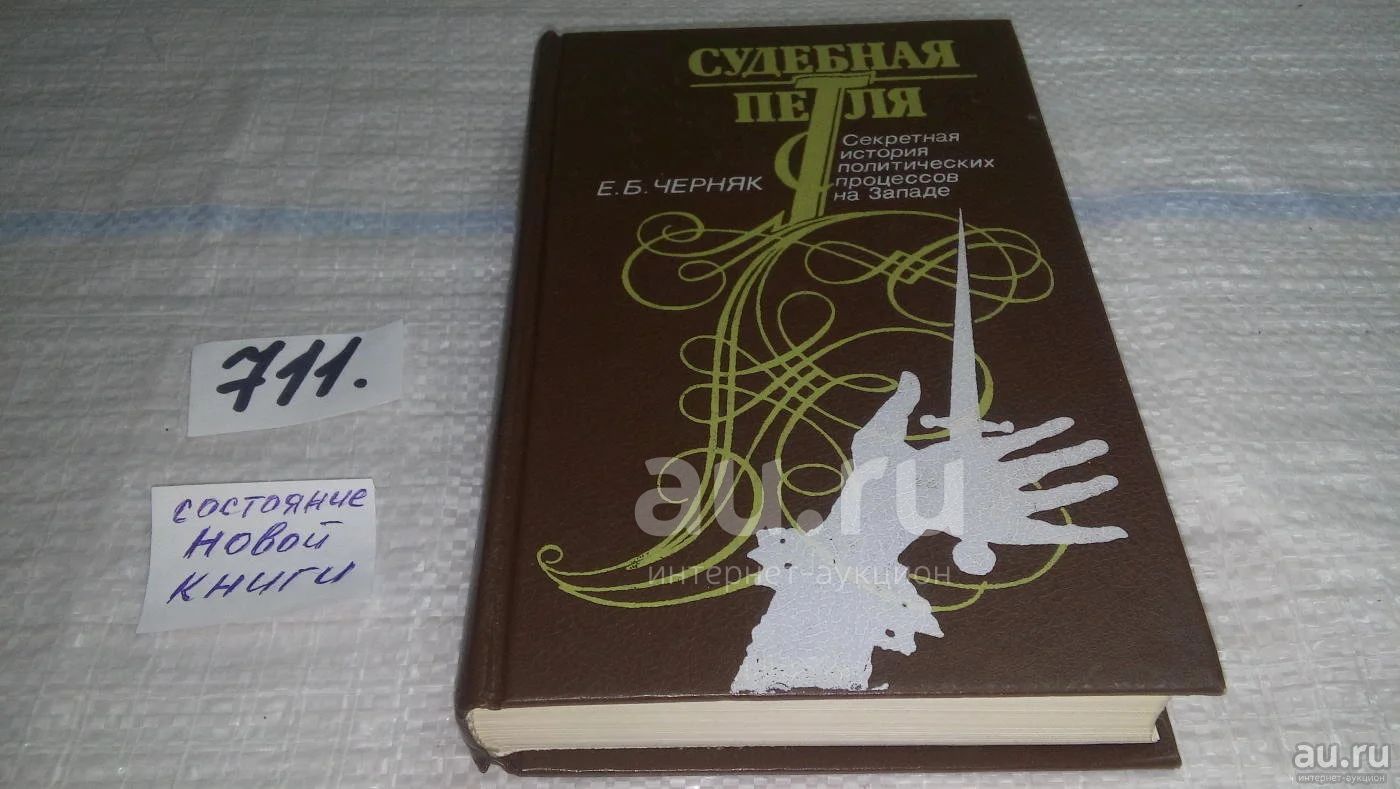 СУДЕБНАЯ
ПЕТЛЯ
Секретная
история
политических
процессов
на Западе
Е.Б. ЧЕРНЯК
711.
состояние
новой
книги
au.ru
интернет-аукцион
au.ru
интернет-аукцион